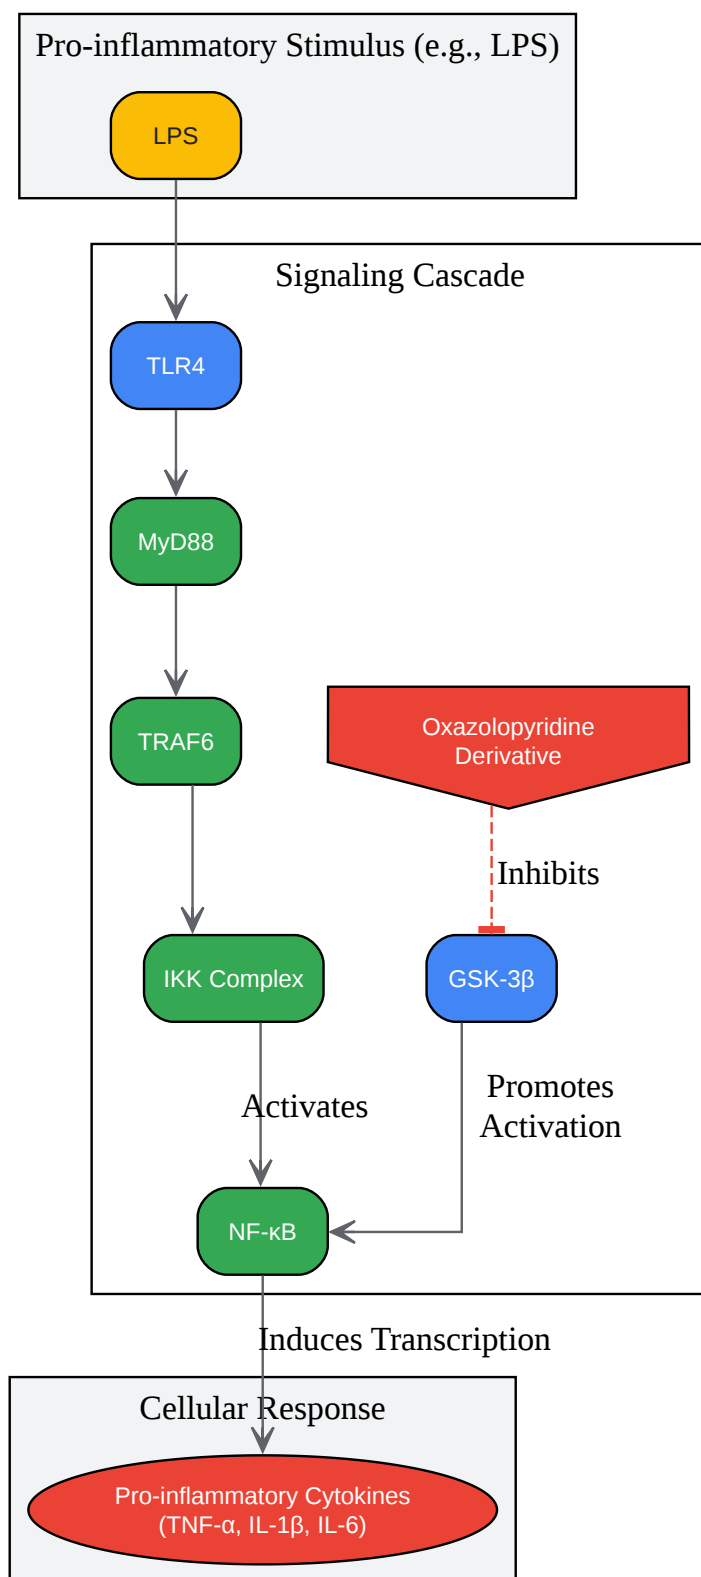 Pro-inflammatory Stimulus (e.g., LPS)
LPS
Signaling Cascade
TLR4
MyD88
TRAF6
Oxazolopyridine
Derivative
Inhibits
IKK Complex
GSK-3β
Activates
Promotes
Activation
NF-κB
Induces Transcription
Cellular Response
Pro-inflammatory Cytokines
(TNF-α, IL-1β, IL-6)